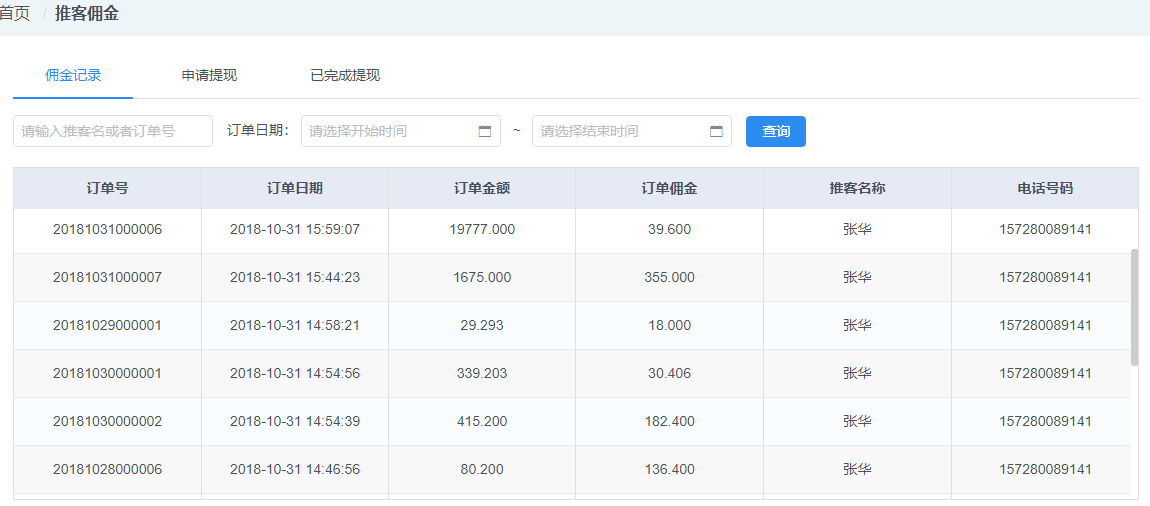 首页 / 推客佣金
佣金记录 申请提现 已完成提现
请输入推客名或者订单号 订单日期： 请选择开始时间 ~ 请选择结束时间 查询
订单号 订单日期 订单金额 订单佣金 推客名称 电话号码
20181031000006 2018-10-31 15:59:07 19777.000 39.600 张华 157280089141
20181031000007 2018-10-31 15:44:23 1675.000 355.000 张华 157280089141
20181029000001 2018-10-31 14:58:21 29.293 18.000 张华 157280089141
20181030000001 2018-10-31 14:54:56 339.203 30.406 张华 157280089141
20181030000002 2018-10-31 14:54:39 415.200 182.400 张华 157280089141
20181028000006 2018-10-31 14:46:56 80.200 136.400 张华 157280089141